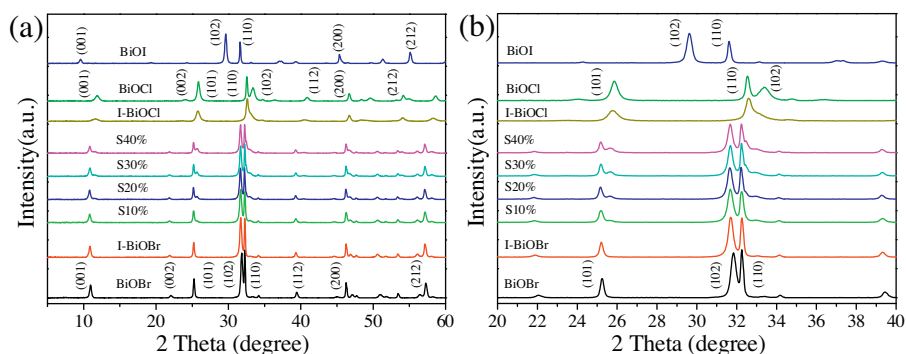 (a)
Intensity(a.u.)
(001)
(102)
(110)
(200)
(212)
BiOI
(001)
(002)
(101)
(110)
(102)
(112)
(200)
(212)
BiOCl
I-BiOCl
S40%
S30%
S20%
S10%
I-BiOBr
BiOBr
(001)
(002)
(101)
(102)
(110)
(112)
(200)
(212)
10 20 30 40 50 60
2 Theta (degree)
(b)
Intensity(a.u.)
(102)
(110)
BiOI
(101)
(110)
(102)
BiOCl
I-BiOCl
S40%
S30%
S20%
S10%
I-BiOBr
BiOBr
(101)
(102)
(110)
20 22 24 26 28 30 32 34 36 38 40
2 Theta (degree)